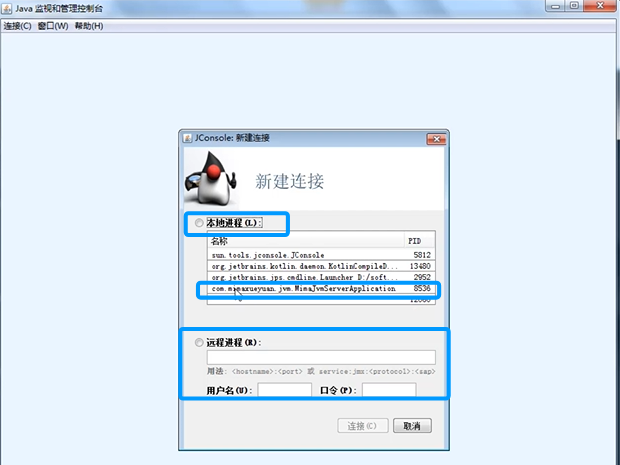 Java 监视和管理控制台
连接(C) 窗口(W) 帮助(H)
JConsole: 新建连接
新建连接
本地进程(L):
名称 PID
sun.tools.jconsole.JConsole 5812
org.jetbrains.kotlin.daemon.KotlinCompileD... 13480
org.jetbrains.jps.cmdline.Launcher D:/soft... 2952
com.mimaxueyuan.jvm.MimaJvmServerApplication 8536
远程进程(R):
用法: <hostname>:<port> 或 service:jmx:<protocol>:<sap>
用户名(U): 口令(P):
连接(C) 取消